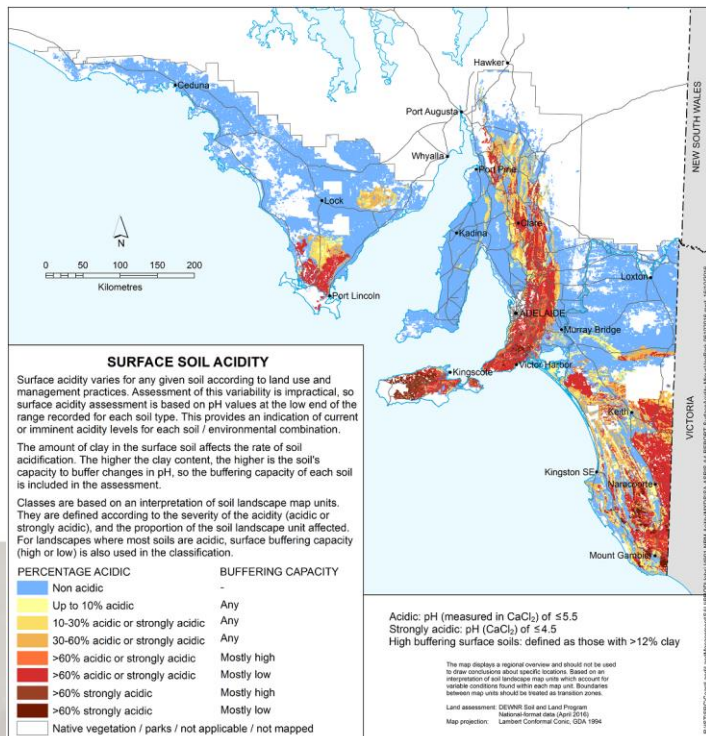 Hawker
Ceduna
Port Augusta
Whyalla
Port Pirie
Lock
Clare
Kadina
N
Loxton
0 50 100 150 200
Kilometres
Port Lincoln
ADELAIDE
Murray Bridge
Victor Harbor
Kingscote
Keith
Kingston SE
Naracoorte
Mount Gambier
NEW SOUTH WALES
VICTORIA
SURFACE SOIL ACIDITY
Surface acidity varies for any given soil according to land use and
management practices. Assessment of this variability is impractical, so
surface acidity assessment is based on pH values at the low end of the
range recorded for each soil type. This provides an indication of current
or imminent acidity levels for each soil / environmental combination.
The amount of clay in the surface soil affects the rate of soil
acidification. The higher the clay content, the higher is the soil's
capacity to buffer changes in pH, so the buffering capacity of each soil
is included in the assessment.
Classes are based on an interpretation of soil landscape map units.
They are defined according to the severity of the acidity (acidic or
strongly acidic), and the proportion of the soil landscape unit affected.
For landscapes where most soils are acidic, surface buffering capacity
(high or low) is also used in the classification.
PERCENTAGE ACIDIC BUFFERING CAPACITY
Non acidic -
Up to 10% acidic Any
10-30% acidic or strongly acidic Any
30-60% acidic or strongly acidic Any
>60% acidic or strongly acidic Mostly high
>60% acidic or strongly acidic Mostly low
>60% strongly acidic Mostly high
>60% strongly acidic Mostly low
Native vegetation / parks / not applicable / not mapped
Acidic: pH (measured in CaCl₂) of ≤5.5
Strongly acidic: pH (CaCl₂) of ≤4.5
High buffering surface soils: defined as those with >12% clay
The map displays a regional overview and should not be used
to draw conclusions about specific locations. Based on an
interpretation of soil landscape map units which account for
variable conditions found within each map unit. Boundaries
between map units should be treated as transition zones.
Land assessment: DEWNR Soil and Land Program
National-format data (April 2016)
Map projection: Lambert Conformal Conic, GDA 1994